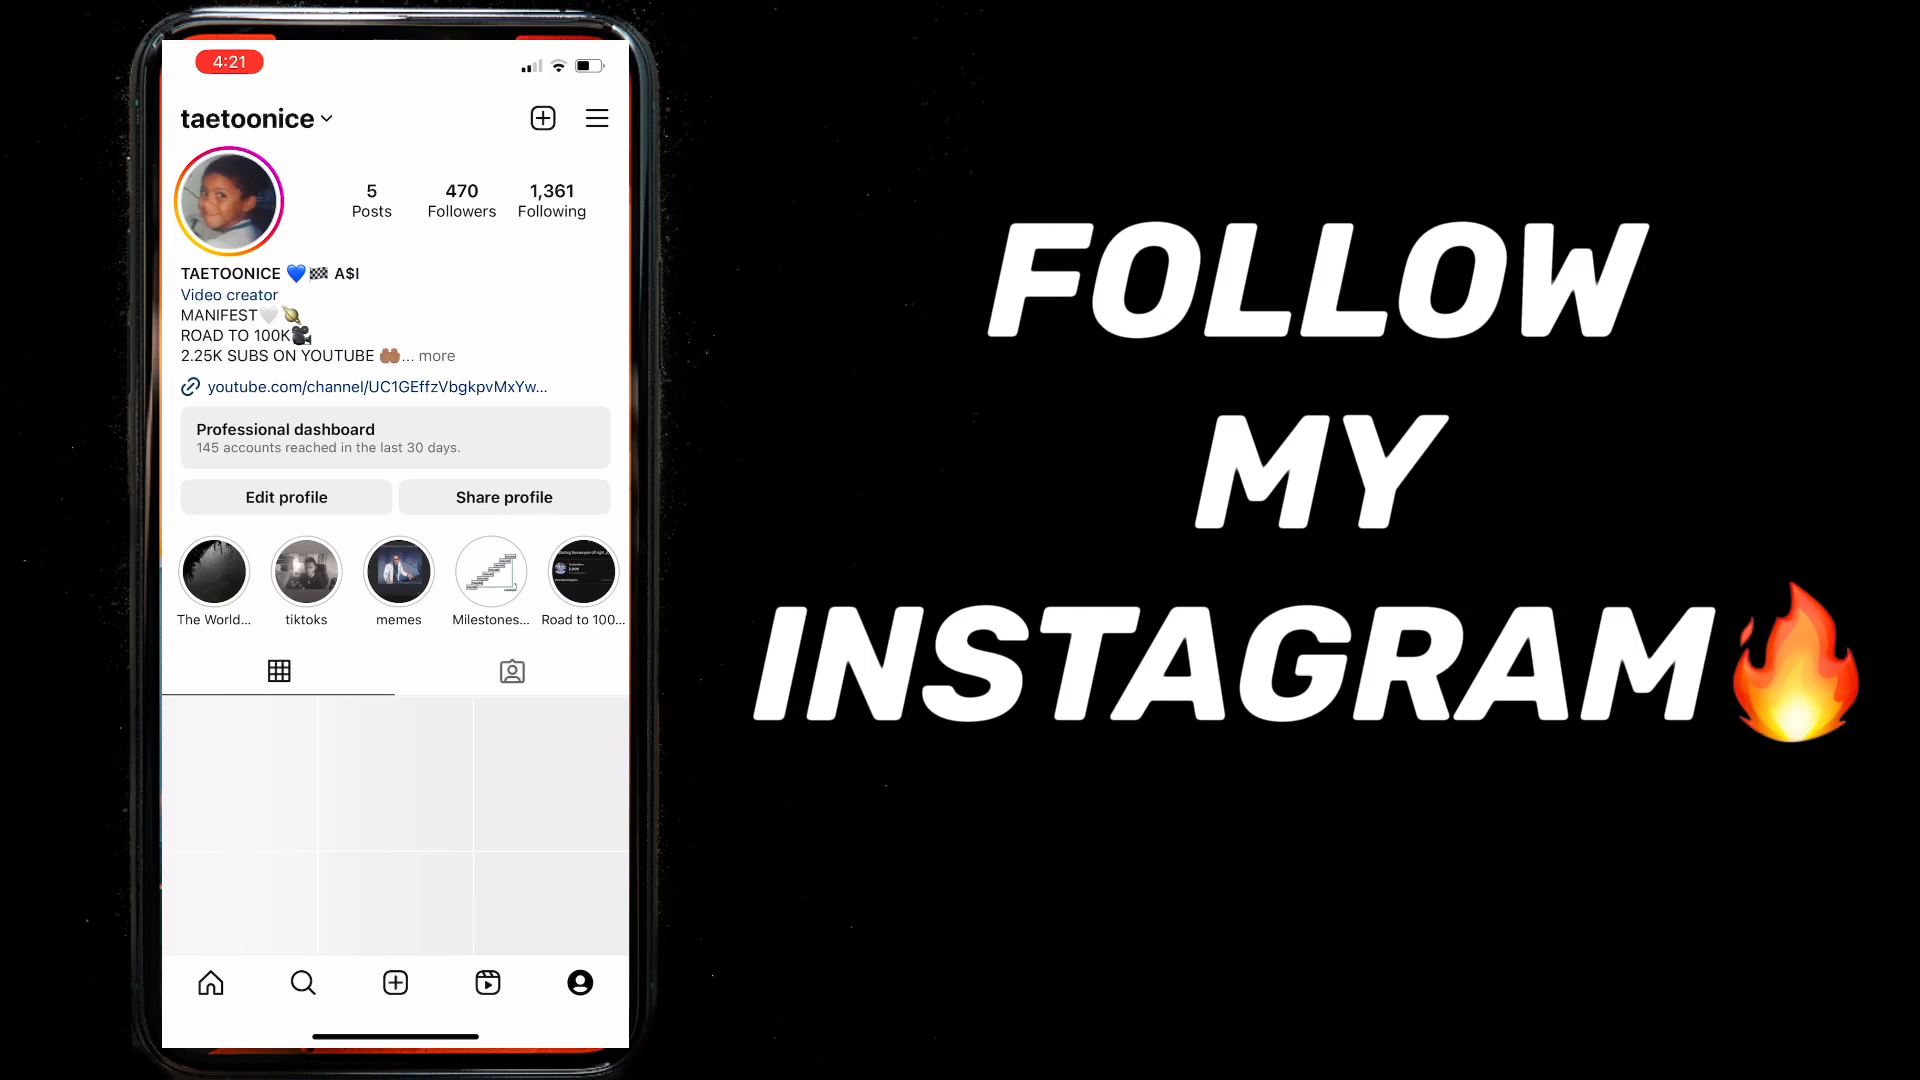 4:21
taetoonice
5 470 1,361
Posts Followers Following
TAETOONICE 💙🏁 A$I
Video creator
MANIFEST🤍🪐
ROAD TO 100K🎥
2.25K SUBS ON YOUTUBE 🤲🏾... more
youtube.com/channel/UC1GEffzVbgkpvMxYw...
Professional dashboard
145 accounts reached in the last 30 days.
Edit profile Share profile
The World... tiktoks memes Milestones... Road to 100...
FOLLOW
MY
INSTAGRAM🔥